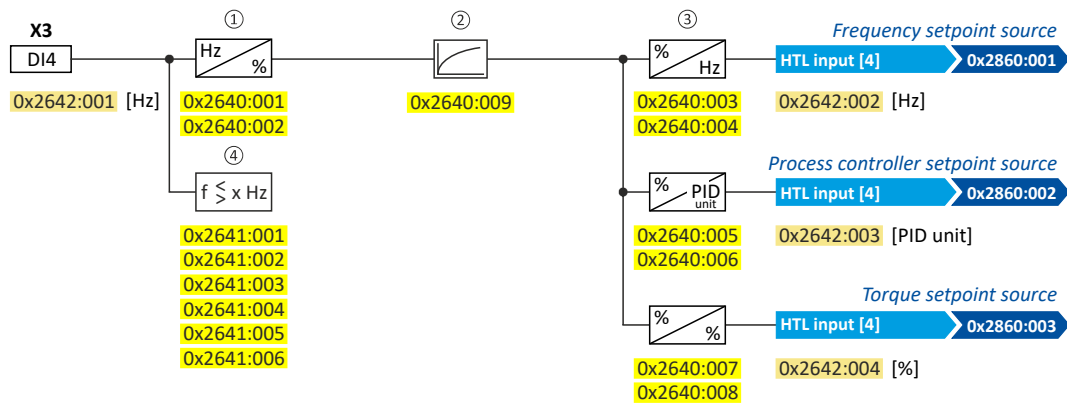 X3
DI4
0x2642:001 [Hz]
①
Hz
%
0x2640:001
0x2640:002
④
f ≶ x Hz
0x2641:001
0x2641:002
0x2641:003
0x2641:004
0x2641:005
0x2641:006
②
0x2640:009
③
%
Hz
0x2640:003
0x2640:004
Frequency setpoint source
HTL input [4] 0x2860:001
0x2642:002 [Hz]
%
PID
unit
0x2640:005
0x2640:006
Process controller setpoint source
HTL input [4] 0x2860:002
0x2642:003 [PID unit]
%
%
0x2640:007
0x2640:008
Torque setpoint source
HTL input [4] 0x2860:003
0x2642:004 [%]